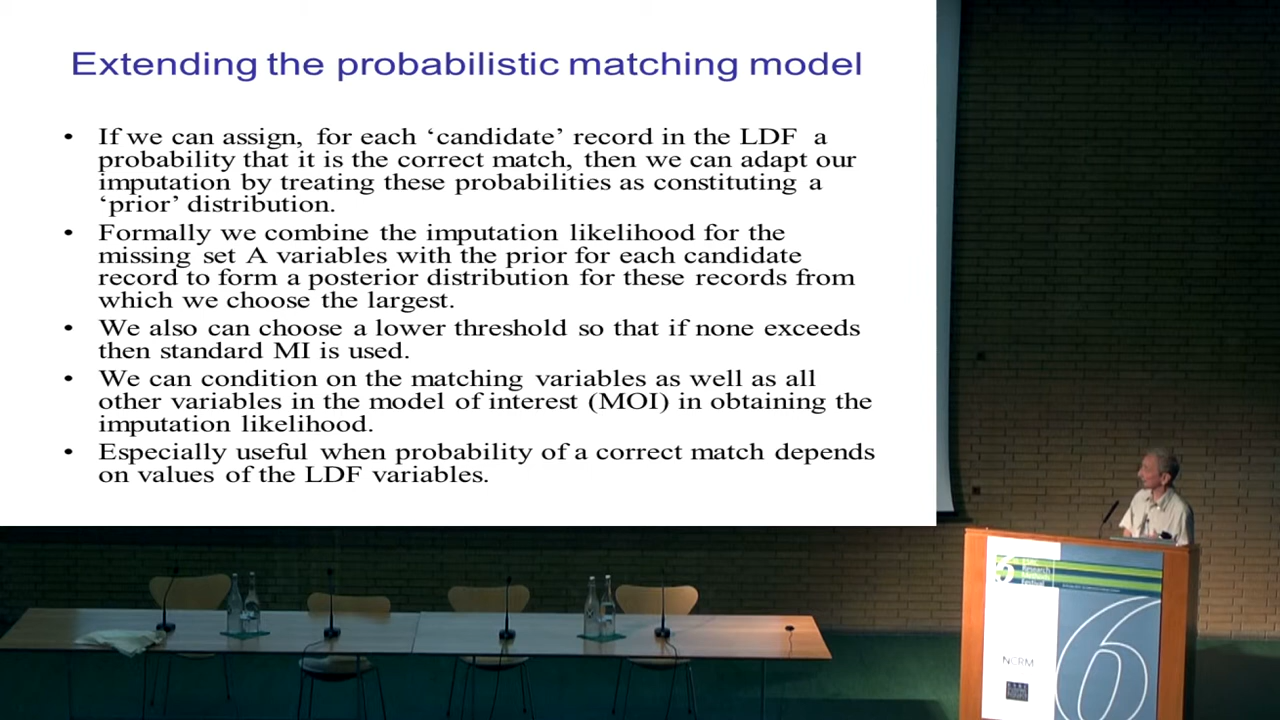 Extending the probabilistic matching model
• If we can assign, for each ‘candidate’ record in the LDF a
probability that it is the correct match, then we can adapt our
imputation by treating these probabilities as constituting a
‘prior’ distribution.
• Formally we combine the imputation likelihood for the
missing set A variables with the prior for each candidate
record to form a posterior distribution for these records from
which we choose the largest.
• We also can choose a lower threshold so that if none exceeds
then standard MI is used.
• We can condition on the matching variables as well as all
other variables in the model of interest (MOI) in obtaining the
imputation likelihood.
• Especially useful when probability of a correct match depends
on values of the LDF variables.
6
Research
Festival
6
NCRM